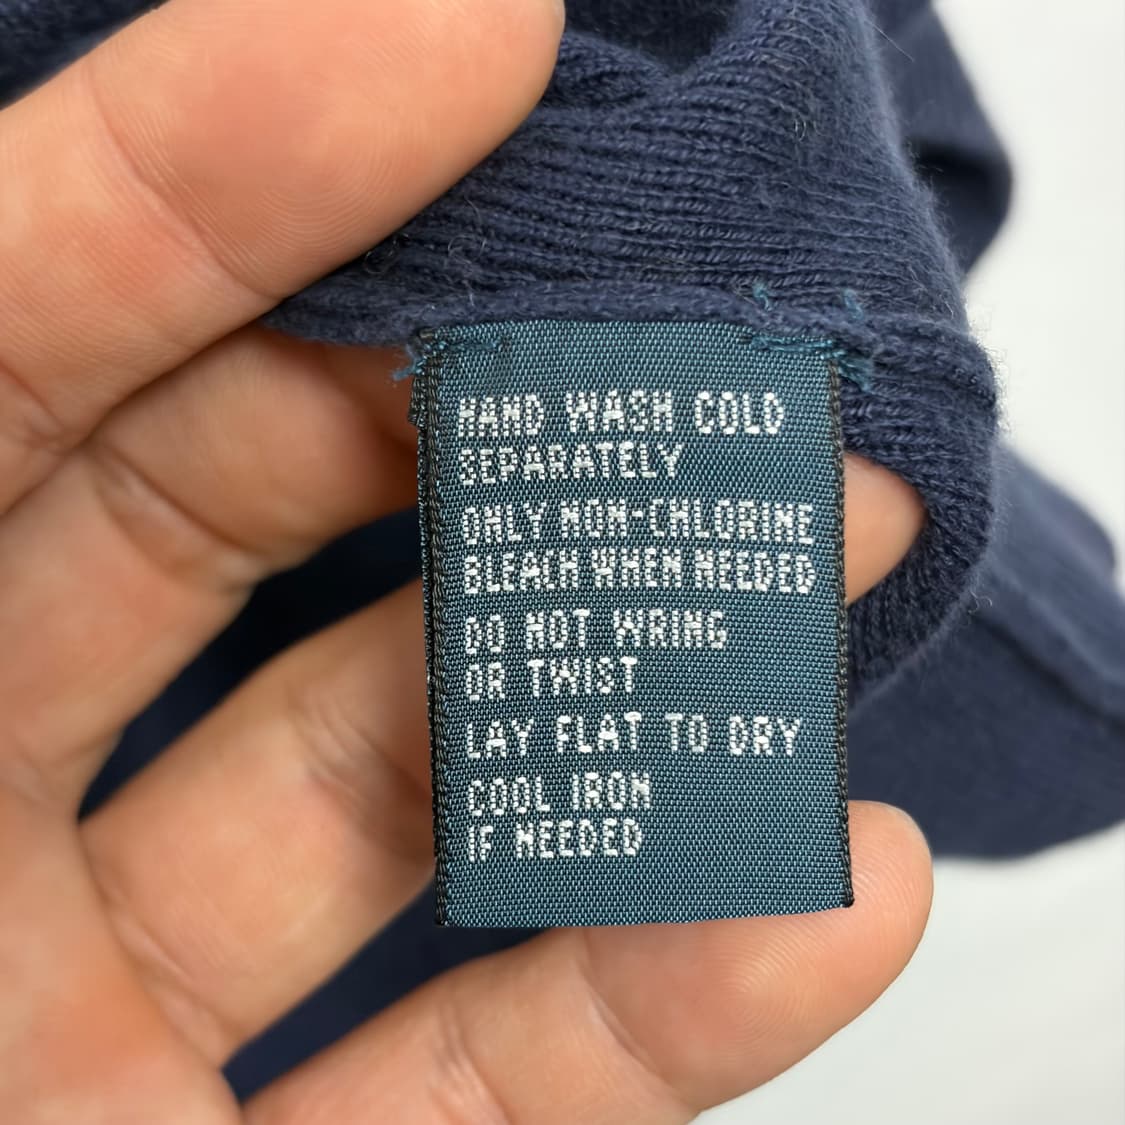 HAND WASH COLD
SEPARATELY
ONLY NON-CHLORINE
BLEACH WHEN NEEDED
DO NOT WRING
OR TWIST
LAY FLAT TO DRY
COOL IRON
IF NEEDED